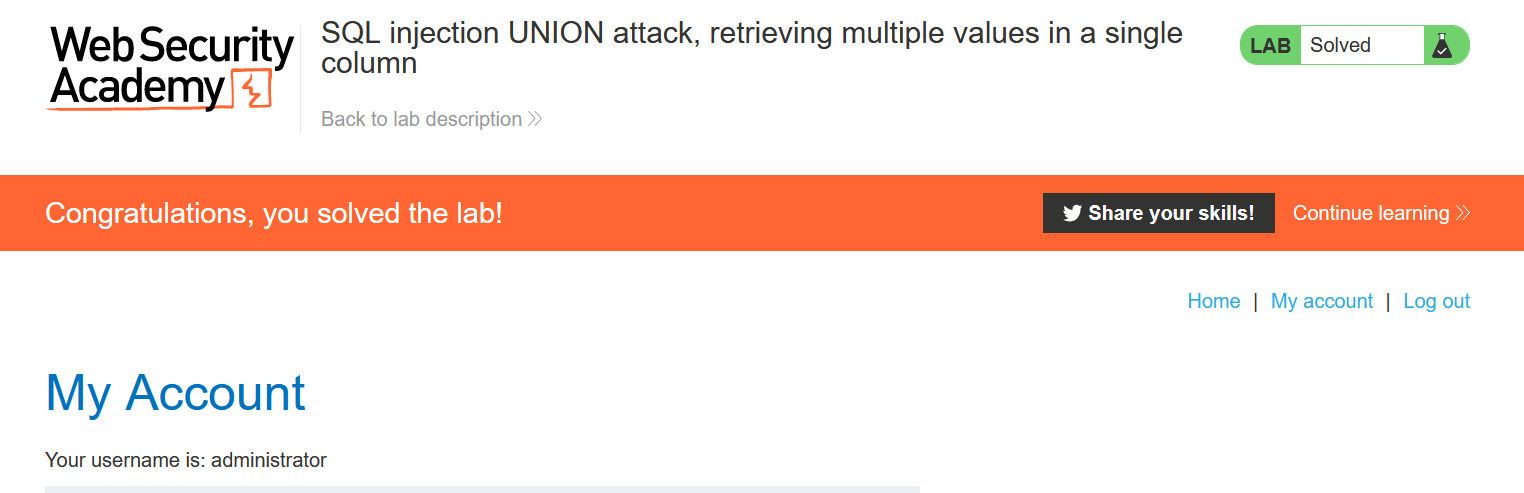 Web Security
Academy
SQL injection UNION attack, retrieving multiple values in a single
column
Back to lab description
LAB Solved
Congratulations, you solved the lab!
Share your skills!
Continue learning
Home | My account | Log out
My Account
Your username is: administrator